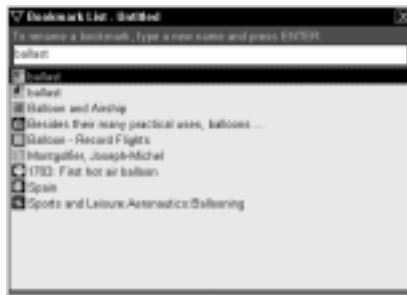 Bookmark List - Untitled
To rename a bookmark, type a new name and press ENTER
ballast
ballast
ballast
Balloon and Airship
Besides their many practical uses, balloons ...
Balloon - Record Flights
Montgolfier, Joseph-Michel
1783: First hot air balloon
Spain
Sports and Leisure:Aeronautics:Ballooning